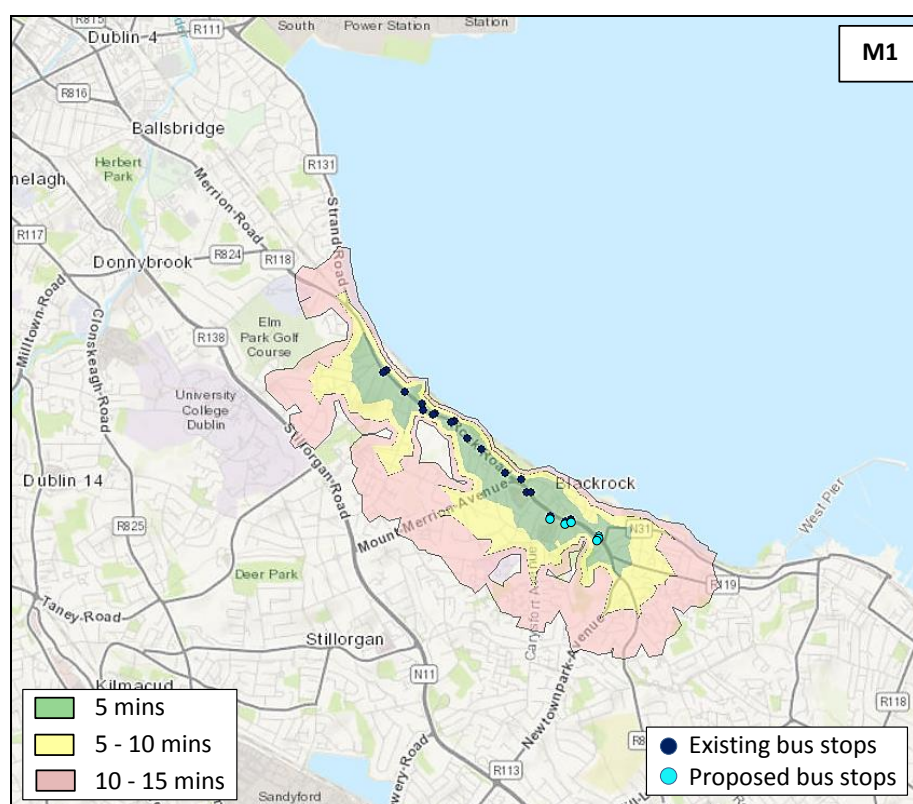 R815
Dublin 4
R111
South
Power Station
Station
M1
R816
Ballsbridge
Herbert
Park
nelagh
R131
Strand Road
Merrion-Road
R117
R824
R118
Donnybrook
Milltown-Road
Clonskeagh-Road
R138
Elm
Park Golf
Course
University
College
Dublin
Stillorgan-Road
Rock Road
Dublin 14
Blackrock
Mount Merrion Avenue
West Pier
N31
R825
R119
Deer Park
Carysfort Avenue
Taney-Road
Stillorgan
Newtownpark-Avenue
N11
Kilmacud
R118
5 mins
5 - 10 mins
10 - 15 mins
R113
Existing bus stops
Proposed bus stops
Sandyford